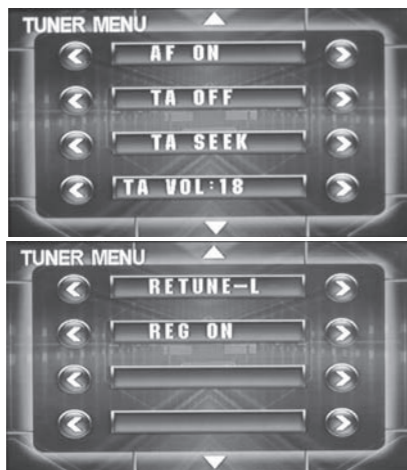 TUNER MENU
AF ON
TA OFF
TA SEEK
TA VOL:18
TUNER MENU
RETUNE-L
REG ON